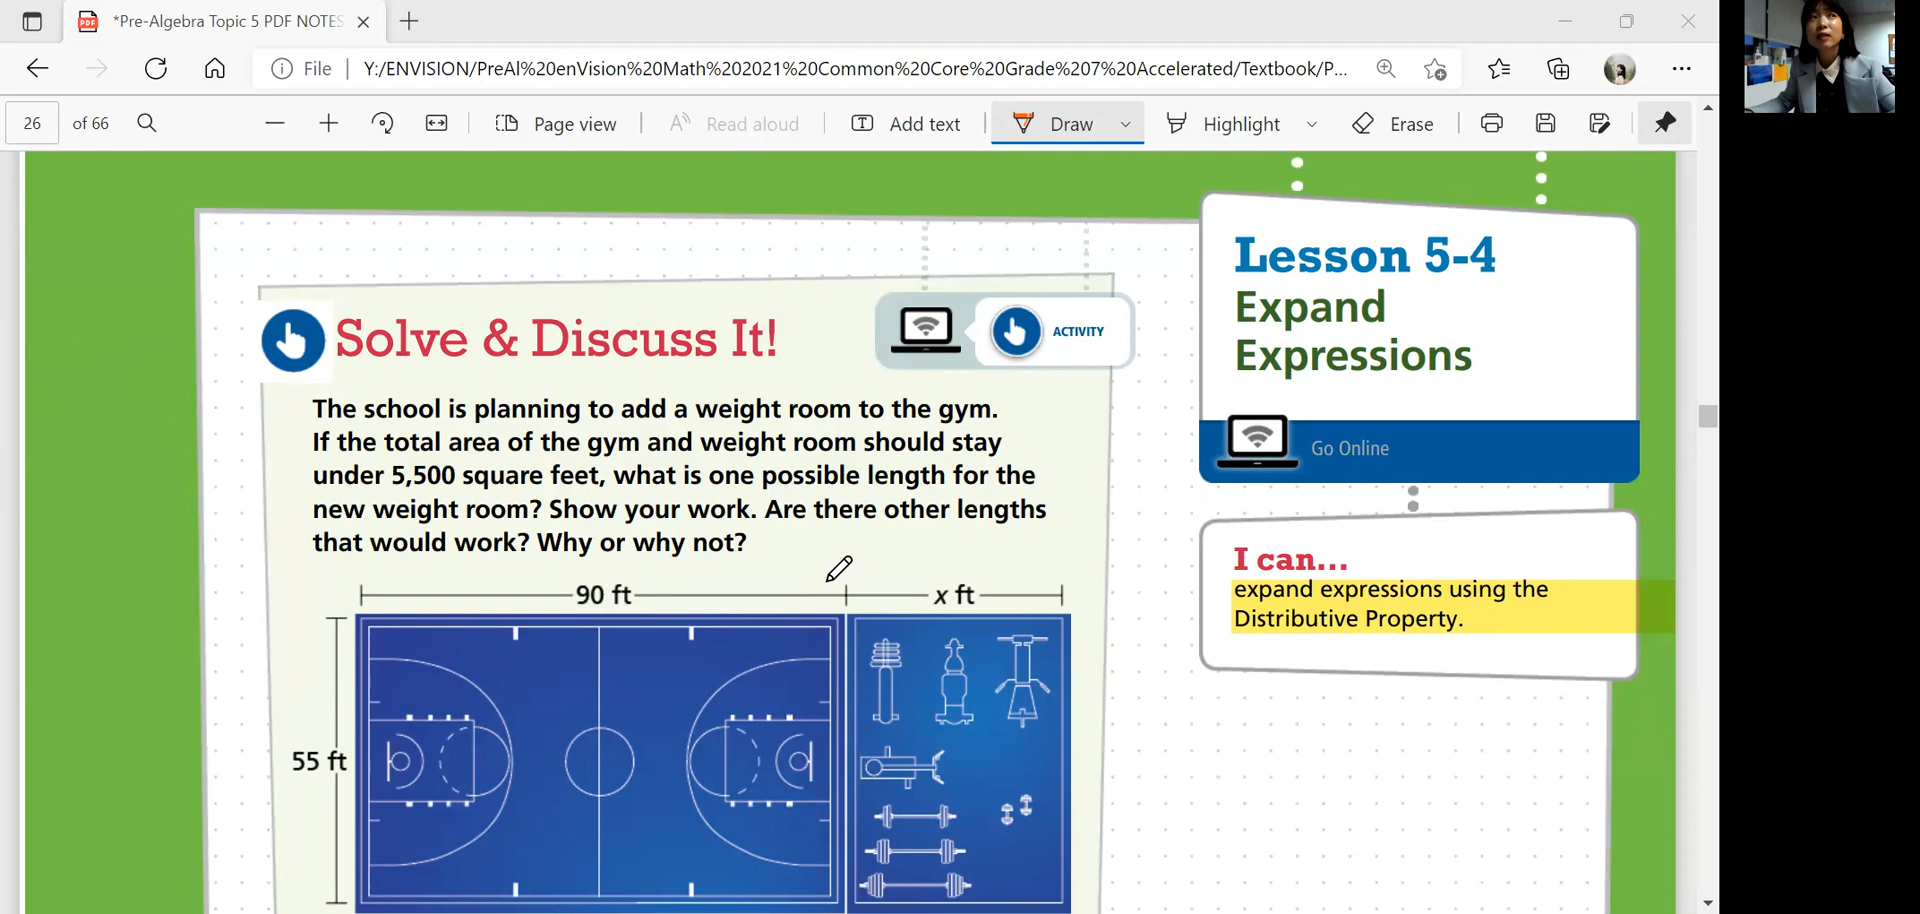 *Pre-Algebra Topic 5 PDF NOTES
File
Y:/ENVISION/PreAl%20enVision%20Math%202021%20Common%20Core%20Grade%207%20Accelerated/Textbook/P...
26 of 66
Page view
Read aloud
Add text
Draw
Highlight
Erase
PDF
Lesson 5-4
Expand
Expressions
Go Online
Solve & Discuss It!
ACTIVITY
The school is planning to add a weight room to the gym.
If the total area of the gym and weight room should stay
under 5,500 square feet, what is one possible length for the
new weight room? Show your work. Are there other lengths
that would work? Why or why not?
I can...
expand expressions using the
Distributive Property.
90 ft
x ft
55 ft